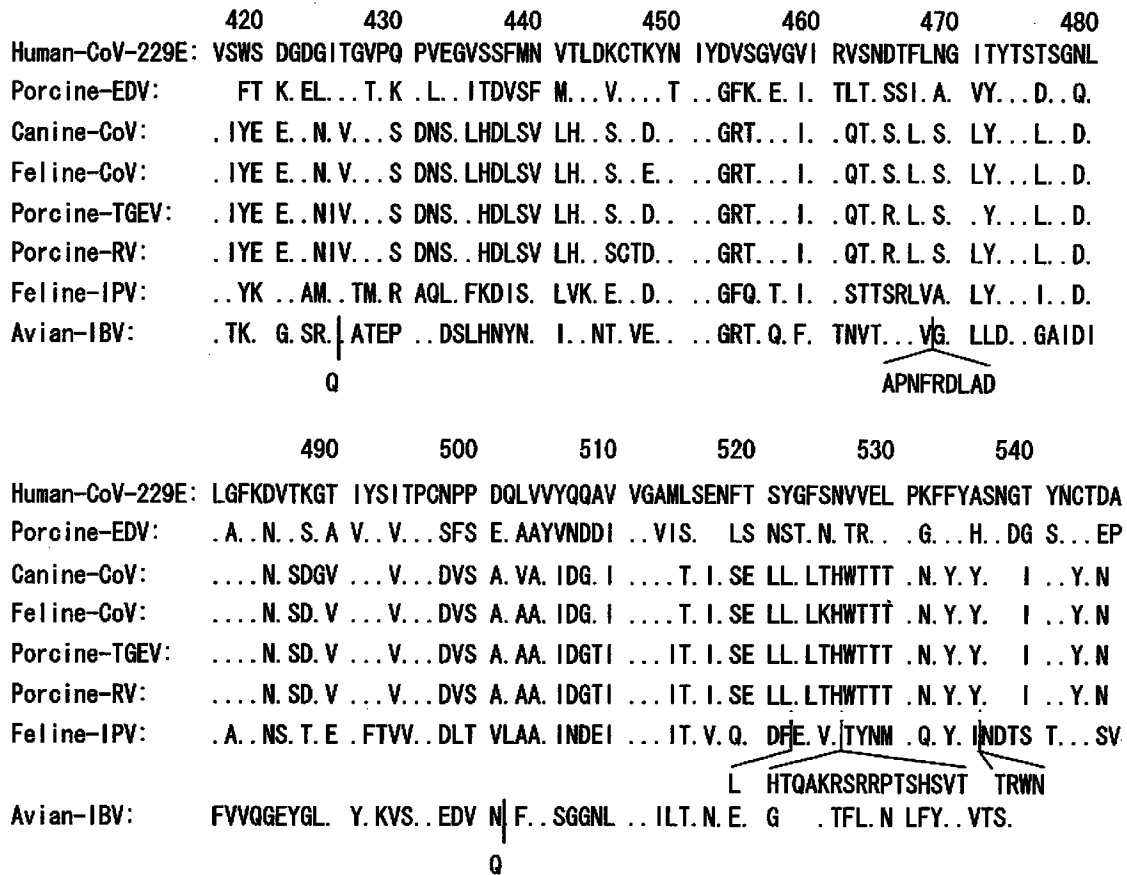 420 430 440 450 460 470 480
Human-CoV-229E: VSWS DGDGITGVPQ PVEGVSSFMN VTLDKCTKYN IYDVSGVGVI RVSNDTFLNG ITYTSTSGNL
Porcine-EDV: FT K.EL...T.K .L..ITDVSF M...V....T ..GFK.E.I. TLT.SSI.A. VY...D..Q.
Canine-CoV: .IYE E..N.V...S DNS.LHDLSV LH..S..D.. ..GRT...I. .QT.S.L.S. LY...L..D.
Feline-CoV: .IYE E..N.V...S DNS.LHDLSV LH..S..E.. ..GRT...I. .QT.S.L.S. LY...L..D.
Porcine-TGEV: .IYE E..NIV...S DNS..HDLSV LH..S..D.. ..GRT...I. .QT.R.L.S. .Y...L..D.
Porcine-RV: .IYE E..NIV...S DNS..HDLSV LH..SCTD.. ..GRT...I. .QT.R.L.S. LY...L..D.
Feline-IPV: ..YK ..AM..TM.R AQL.FKDIS. LVK.E..D.. ..GFQ.T.I. STTSRLVA. LY...I..D.
Avian-IBV: .TK. G.SR.|.ATEP ..DSLHNYN. I..NT.VE.. ..GRT.Q.F. TNVT...V|G. LLD..GAIDI
Q APNFRDLAD
490 500 510 520 530 540
Human-CoV-229E: LGFKDVTKGT IYSITPCNPP DQLVVYQQAV VGAMLSENFT SYGFSNVVEL PKFFYASNGT YNCTDA
Porcine-EDV: .A..N..S.A V..V...SFS E.AAYVNDDI ..VIS. LS NST.N.TR.. .G...H..DG S...EP
Canine-CoV: ....N.SDGV ...V...DVS A.VA.IDG.I ....T.I.SE LL.LTHWTTT .N.Y.Y. I ..Y.N
Feline-CoV: ....N.SD.V ...V...DVS A.AA.IDG.I ....T.I.SE LL.LKHWTTT .N.Y.Y. I ..Y.N
Porcine-TGEV: ....N.SD.V ...V...DVS A.AA.IDGTI ...IT.I.SE LL.LTHWTTT .N.Y.Y. I ..Y.N
Porcine-RV: ....N.SD.V ...V...DVS A.AA.IDGTI ...IT.I.SE LL.LTHWTTT .N.Y.Y. I ..Y.N
Feline-IPV: .A..NS.T.E .FTVV..DLT VLAA.INDEI ...IT.V.Q. DF|E.V.|TYNM .Q.Y.I|NDTS T...SV
L HTQAKRSRRPTSHSVT TRWN
Avian-IBV: FVVQGEYGL. Y.KVS..EDV N|.F..SGGNL ..ILT.N.E. G .TFL.N LFY..VTS.
Q